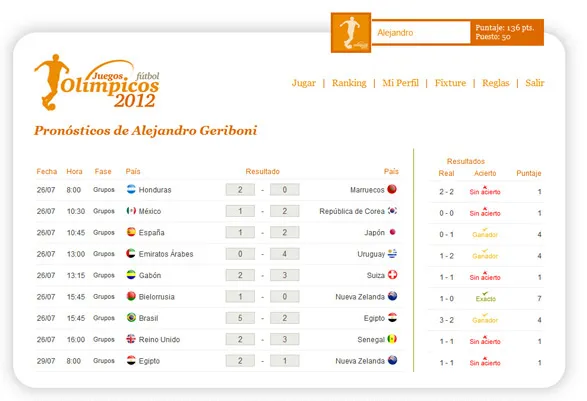 Alejandro
Puntaje: 136 pts.
Puesto: 50
Juegos fútbol
Olímpicos
2012
Jugar | Ranking | Mi Perfil | Fixture | Reglas | Salir
Pronósticos de Alejandro Geriboni
Resultados
Fecha Hora Fase País Resultado País Real Acierto Puntaje
26/07 8:00 Grupos Honduras 2 - 0 Marruecos 2 - 2 Sin acierto 1
26/07 10:30 Grupos México 1 - 2 República de Corea 0 - 0 Sin acierto 1
26/07 10:45 Grupos España 1 - 2 Japón 0 - 1 Ganador 4
26/07 13:00 Grupos Emiratos Árabes 0 - 4 Uruguay 1 - 2 Ganador 4
26/07 13:15 Grupos Gabón 2 - 3 Suiza 1 - 1 Sin acierto 1
26/07 15:45 Grupos Bielorrusia 1 - 0 Nueva Zelanda 1 - 0 Exacto 7
26/07 15:45 Grupos Brasil 5 - 2 Egipto 3 - 2 Ganador 4
26/07 16:00 Grupos Reino Unido 2 - 3 Senegal 1 - 1 Sin acierto 1
29/07 8:00 Grupos Egipto 2 - 1 Nueva Zelanda 1 - 1 Sin acierto 1